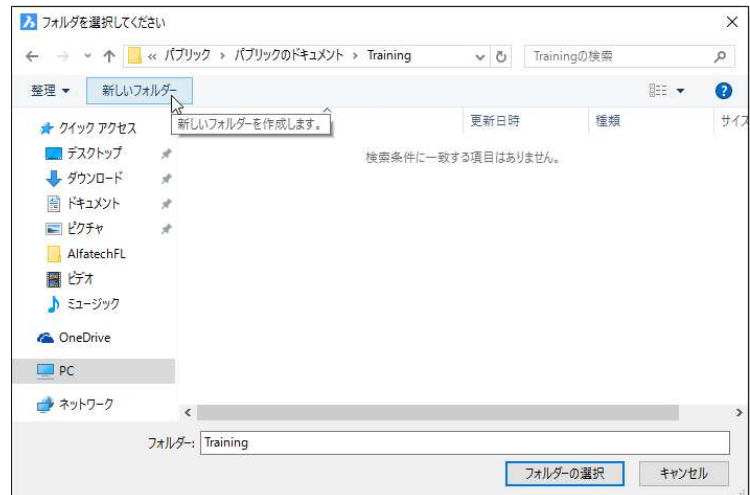 フォルダを選択してください
« パブリック › パブリックのドキュメント › Training
Trainingの検索
整理 新しいフォルダー
新しいフォルダーを作成します。
更新日時 種類 サイズ
検索条件に一致する項目はありません。
クイック アクセス
デスクトップ
ダウンロード
ドキュメント
ピクチャ
AlfatechFL
ビデオ
ミュージック
OneDrive
PC
ネットワーク
フォルダー: Training
フォルダーの選択 キャンセル